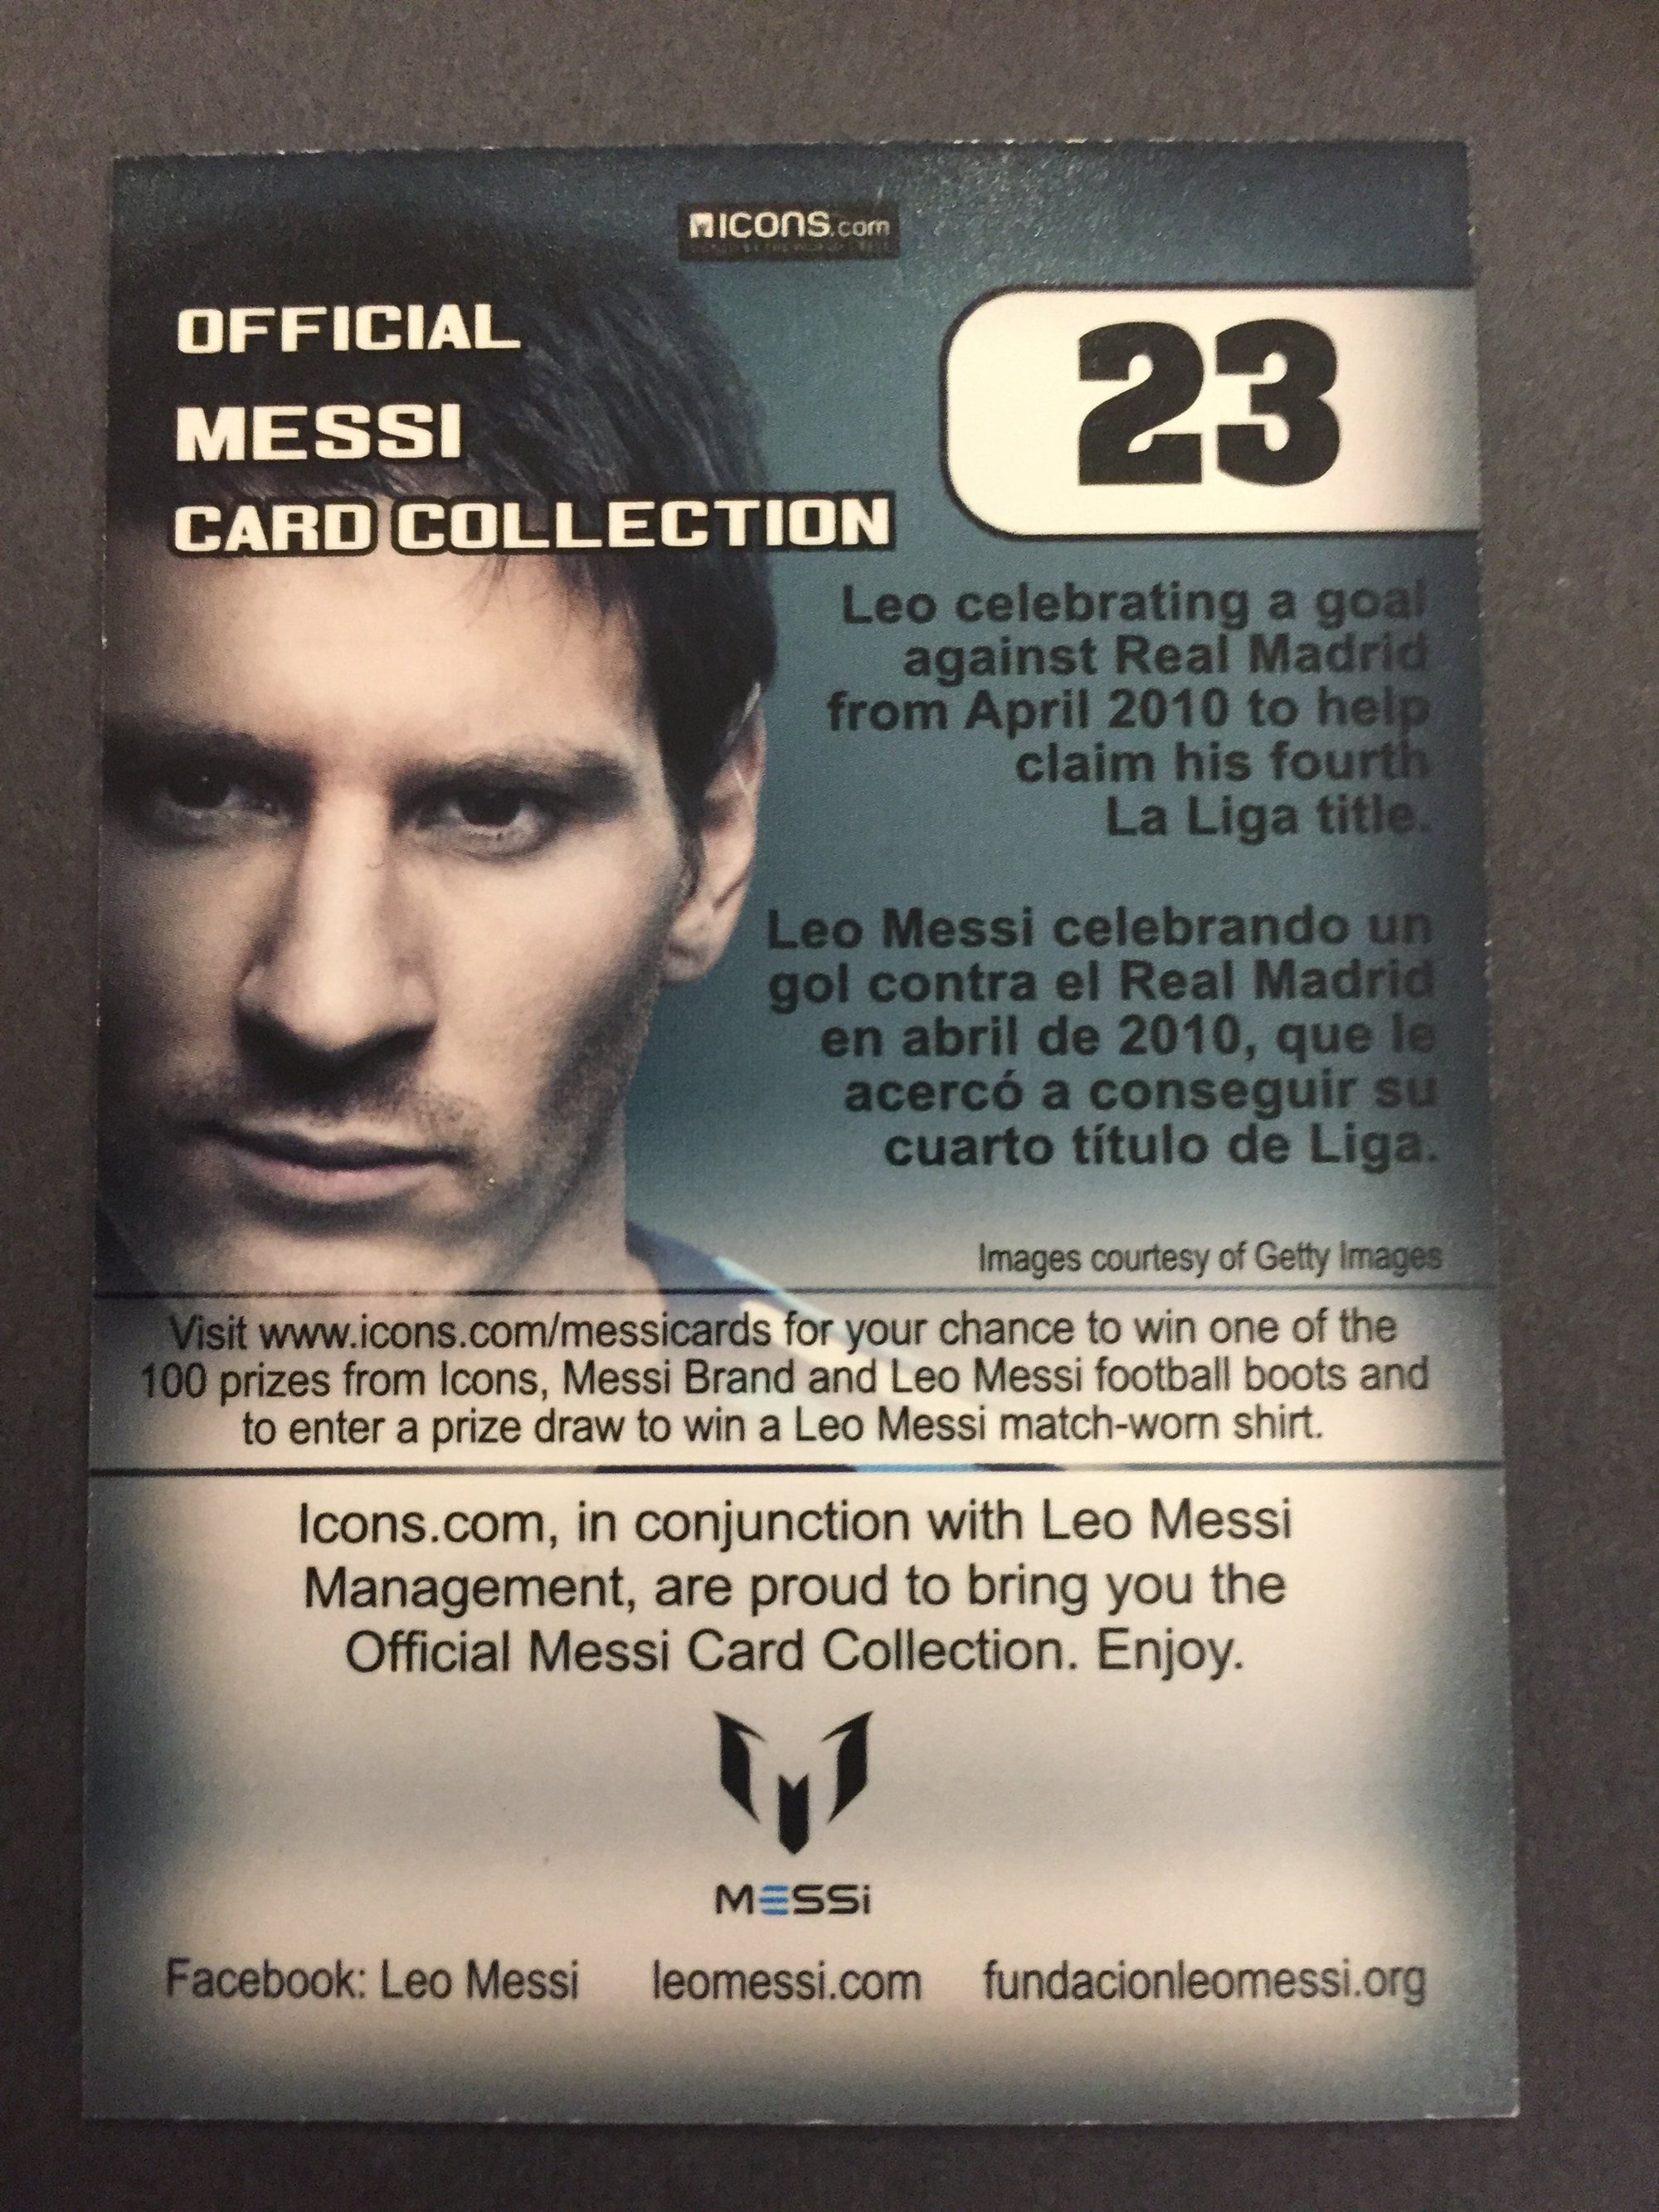 ICONS.com
OFFICIAL
MESSI
CARD COLLECTION
23
Leo celebrating a goal
against Real Madrid
from April 2010 to help
claim his fourth
La Liga title.
Leo Messi celebrando un
gol contra el Real Madrid
en abril de 2010, que le
acercó a conseguir su
cuarto título de Liga.
Images courtesy of Getty Images
Visit www.icons.com/messicards for your chance to win one of the
100 prizes from Icons, Messi Brand and Leo Messi football boots and
to enter a prize draw to win a Leo Messi match-worn shirt.
Icons.com, in conjunction with Leo Messi
Management, are proud to bring you the
Official Messi Card Collection. Enjoy.
MESSi
Facebook: Leo Messi leomessi.com fundacionleomessi.org